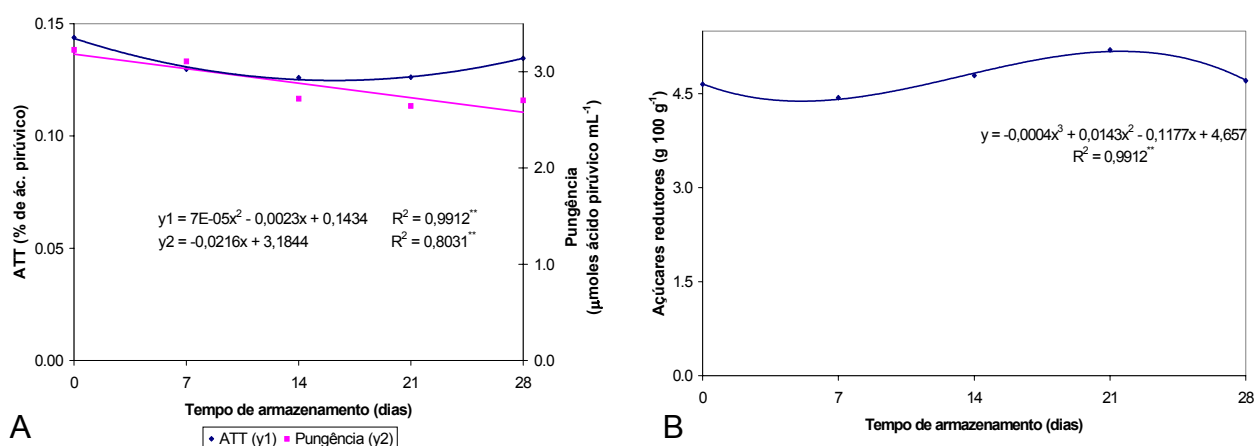 0.15
0.10
0.05
0.00
ATT (% de ác. pirúvico)
3.0
2.0
1.0
0.0
Pungência
(μmoles ácido pirúvico mL⁻¹)
y1 = 7E-05x² - 0,0023x + 0,1434 R² = 0,9912**
y2 = -0,0216x + 3,1844 R² = 0,8031**
0 7 14 21 28
Tempo de armazenamento (dias)
ATT (y1) Pungência (y2)
A
4.5
3.0
1.5
0.0
Açúcares redutores (g 100 g⁻¹)
y = -0,0004x³ + 0,0143x² - 0,1177x + 4,657
R² = 0,9912**
0 7 14 21 28
Tempo de armazenamento (dias)
B